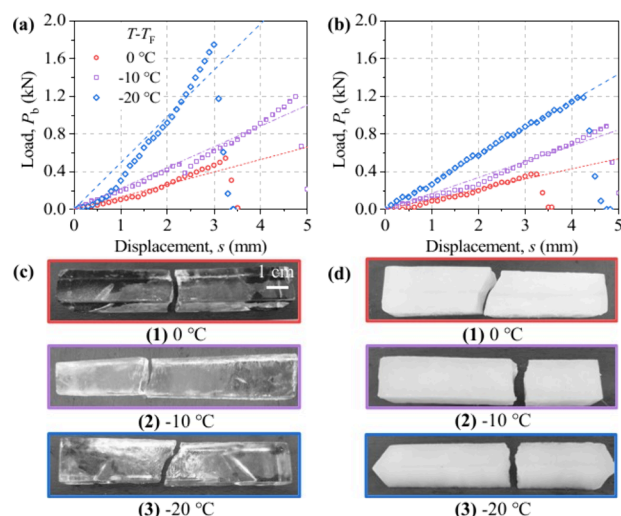 (a)
2.0
1.6
1.2
0.8
0.4
0.0
Load, P_b (kN)
T-T_F
0 °C
-10 °C
-20 °C
0 1 2 3 4 5
Displacement, s (mm)
(b)
2.0
1.6
1.2
0.8
0.4
0.0
Load, P_b (kN)
0 1 2 3 4 5
Displacement, s (mm)
(c)
1 cm
(1) 0 °C
(2) -10 °C
(3) -20 °C
(d)
(1) 0 °C
(2) -10 °C
(3) -20 °C